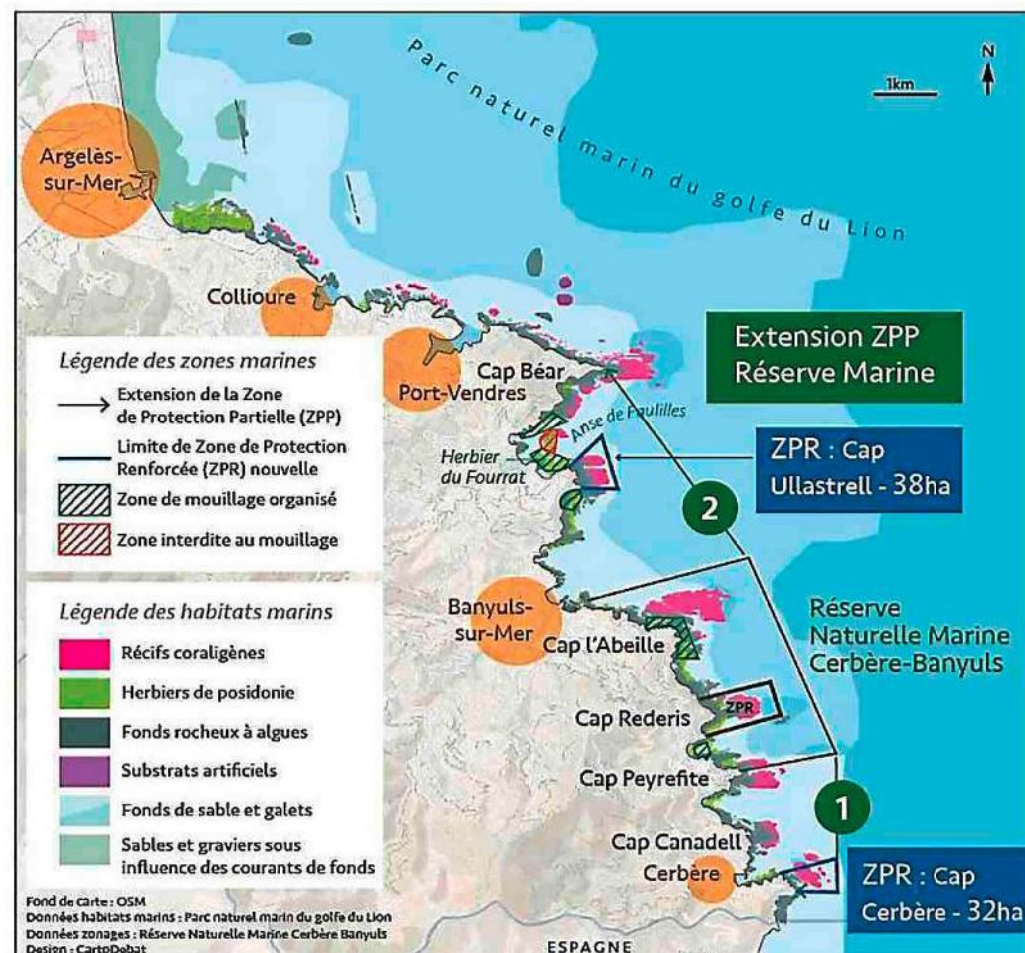 Parc naturel marin du golfe du Lion
1km
N
Argelès-
sur-Mer
Collioure
Port-Vendres
Cap Béar
Anse de Paulilles
Herbier
du Fourrat
Extension ZPP
Réserve Marine
ZPR : Cap
Ullastrell - 38ha
2
Banyuls-
sur-Mer
Cap l'Abeille
Réserve
Naturelle Marine
Cerbère-Banyuls
Cap Rederis
ZPR
Cap Peyrefite
1
Cap Canadell
Cerbère
ZPR : Cap
Cerbère - 32ha
ESPAGNE
Légende des zones marines
Extension de la Zone
de Protection Partielle (ZPP)
Limite de Zone de Protection
Renforcée (ZPR) nouvelle
Zone de mouillage organisé
Zone interdite au mouillage
Légende des habitats marins
Récifs coraligènes
Herbiers de posidonie
Fonds rocheux à algues
Substrats artificiels
Fonds de sable et galets
Sables et graviers sous
influence des courants de fonds
Fond de carte : OSM
Données habitats marins : Parc naturel marin du golfe du Lion
Données zonages : Réserve Naturelle Marine Cerbère Banyuls
Design : CartoDebat